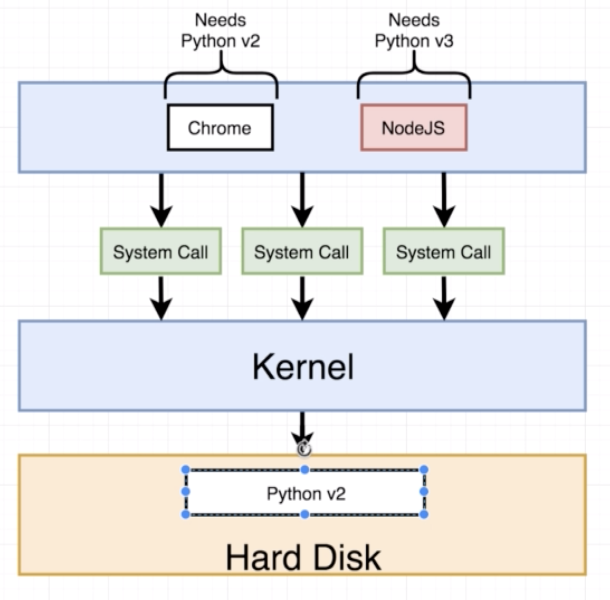 Needs
Python v2
Needs
Python v3
Chrome
NodeJS
System Call
System Call
System Call
Kernel
Python v2
Hard Disk